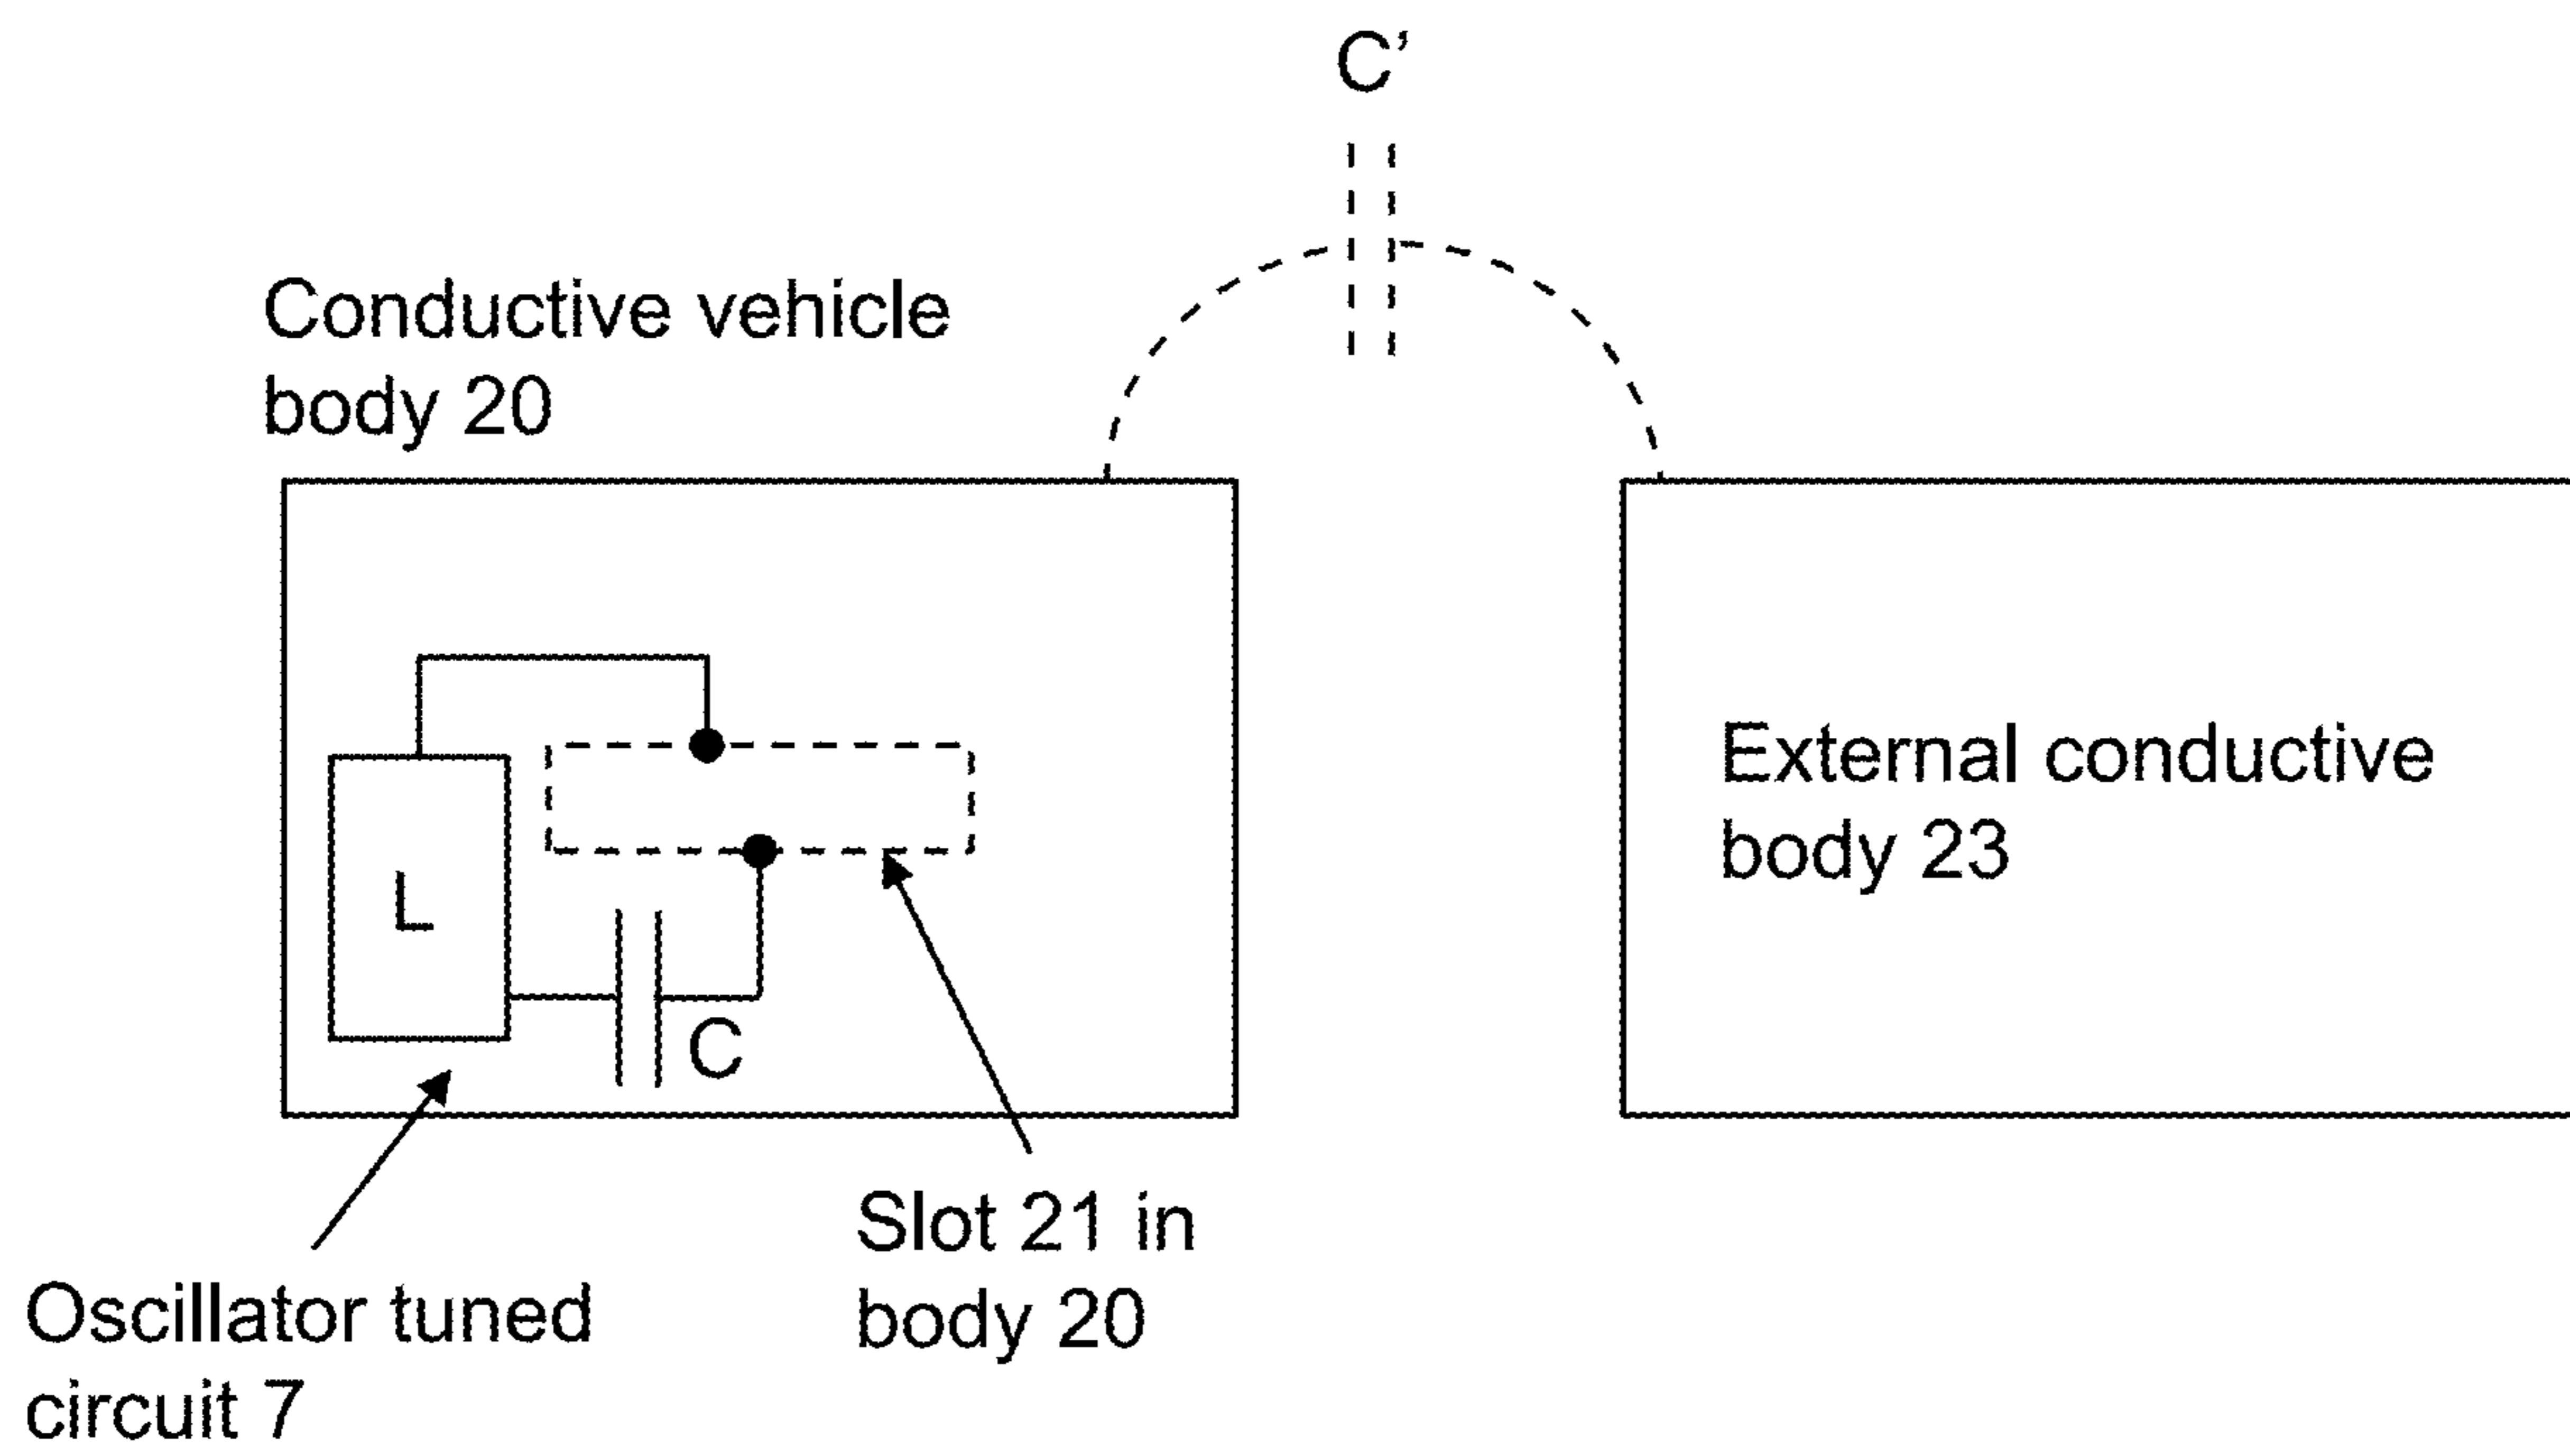 C’
Conductive vehicle
body 20
External conductive
body 23
L
C
Slot 21 in
body 20
Oscillator tuned
circuit 7